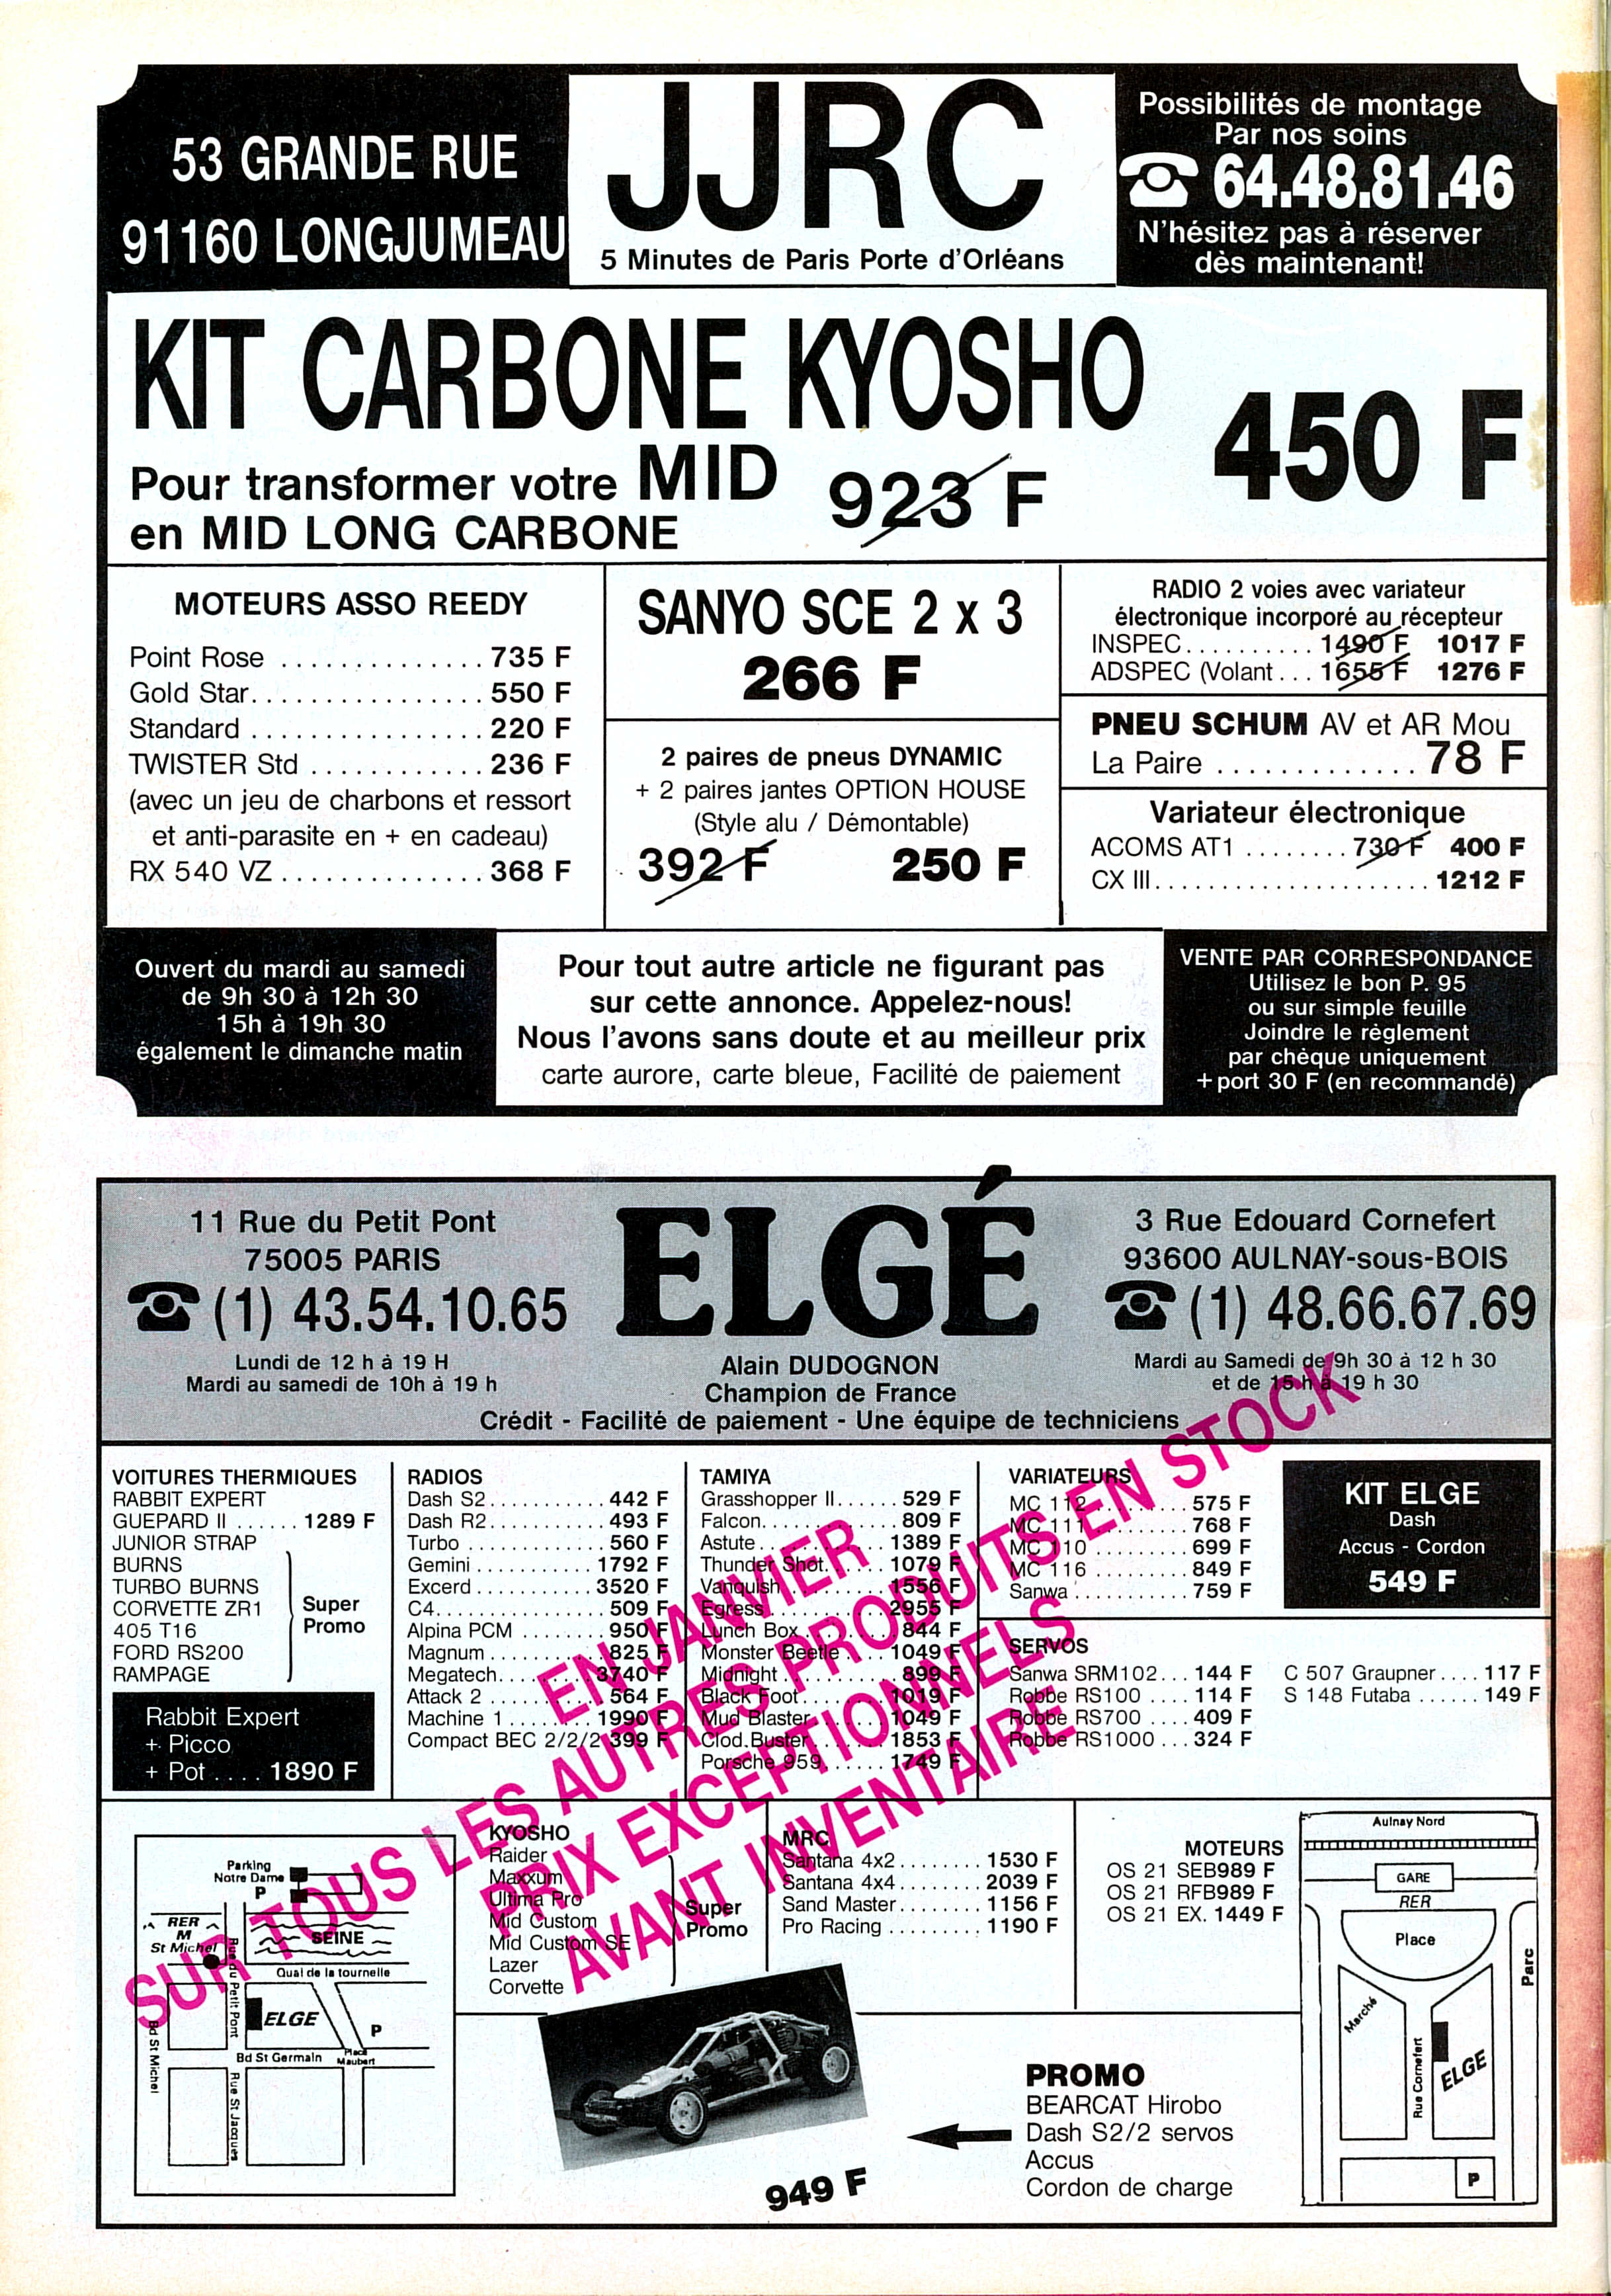 53 GRANDE RUE
91160 LONGJUMEAU
JJRC
5 Minutes de Paris Porte d'Orléans
Possibilités de montage
Par nos soins
64.48.81.46
N'hésitez pas à réserver
dès maintenant!
KIT CARBONE KYOSHO
Pour transformer votre MID
en MID LONG CARBONE
923 F
450 F
MOTEURS ASSO REEDY
Point Rose .............. 735 F
Gold Star................ 550 F
Standard ................ 220 F
TWISTER Std ............ 236 F
(avec un jeu de charbons et ressort
et anti-parasite en + en cadeau)
RX 540 VZ .............. 368 F
SANYO SCE 2 x 3
266 F
2 paires de pneus DYNAMIC
+ 2 paires jantes OPTION HOUSE
(Style alu / Démontable)
392 F 250 F
RADIO 2 voies avec variateur
électronique incorporé au récepteur
INSPEC.......... 1490 F 1017 F
ADSPEC (Volant ... 1655 F 1276 F
PNEU SCHUM AV et AR Mou
La Paire ............. 78 F
Variateur électronique
ACOMS AT1 ........ 730 F 400 F
CX III..................... 1212 F
Ouvert du mardi au samedi
de 9h 30 à 12h 30
15h à 19h 30
également le dimanche matin
Pour tout autre article ne figurant pas
sur cette annonce. Appelez-nous!
Nous l'avons sans doute et au meilleur prix
carte aurore, carte bleue, Facilité de paiement
VENTE PAR CORRESPONDANCE
Utilisez le bon P. 95
ou sur simple feuille
Joindre le règlement
par chèque uniquement
+ port 30 F (en recommandé)
11 Rue du Petit Pont
75005 PARIS
(1) 43.54.10.65
Lundi de 12 h à 19 H
Mardi au samedi de 10h à 19 h
ELGÉ
Alain DUDOGNON
Champion de France
Crédit - Facilité de paiement - Une équipe de techniciens
3 Rue Edouard Cornefert
93600 AULNAY-sous-BOIS
(1) 48.66.67.69
Mardi au Samedi de 9h 30 à 12 h 30
et de 15 h à 19 h 30
VOITURES THERMIQUES
RABBIT EXPERT
GUEPARD II ...... 1289 F
JUNIOR STRAP
BURNS
TURBO BURNS
CORVETTE ZR1
405 T16
FORD RS200
RAMPAGE
Super
Promo
Rabbit Expert
+ Picco
+ Pot .... 1890 F
RADIOS
Dash S2........... 442 F
Dash R2........... 493 F
Turbo ............. 560 F
Gemini ........... 1792 F
Excerd ........... 3520 F
C4................ 509 F
Alpina PCM ........ 950 F
Magnum ........... 825 F
Megatech......... 3740 F
Attack 2 .......... 564 F
Machine 1........ 1990 F
Compact BEC 2/2/2 399 F
TAMIYA
Grasshopper II...... 529 F
Falcon............. 809 F
Astute............ 1389 F
Thunder Shot..... 1079 F
Vanquish ......... 1556 F
Egress ........... 2955 F
Lunch Box......... 844 F
Monster Beetle .... 1049 F
Midnight .......... 899 F
Black Foot........ 1019 F
Mud Blaster....... 1049 F
Clod.Buster....... 1853 F
Porsche 959...... 1749 F
VARIATEURS
MC 112......... 575 F
MC 111......... 768 F
MC 110......... 699 F
MC 116 ......... 849 F
Sanwa ........... 759 F
KIT ELGE
Dash
Accus - Cordon
549 F
SERVOS
Sanwa SRM102... 144 F
Robbe RS100 .... 114 F
Robbe RS700 .... 409 F
Robbe RS1000 ... 324 F
C 507 Graupner.... 117 F
S 148 Futaba ...... 149 F
EN JANVIER
SUR TOUS LES AUTRES PRODUITS EN STOCK
PRIX EXCEPTIONNELS
AVANT INVENTAIRE
Parking
Notre Dame
P
RER
M
St Michel
SEINE
Quai de la tournelle
Rue du Petit Pont
ELGE
P
Bd St Germain
Place
Maubert
Bd St Michel
Rue St Jacques
KYOSHO
Raider
Maxxum
Ultima Pro
Mid Custom
Mid Custom SE
Lazer
Corvette
Super
Promo
MRC
Santana 4x2........ 1530 F
Santana 4x4........ 2039 F
Sand Master........ 1156 F
Pro Racing ......... 1190 F
MOTEURS
OS 21 SEB989 F
OS 21 RFB989 F
OS 21 EX. 1449 F
Aulnay Nord
GARE
RER
Place
Parc
Marché
Rue Cornefert
ELGE
P
949 F
PROMO
BEARCAT Hirobo
Dash S2/2 servos
Accus
Cordon de charge